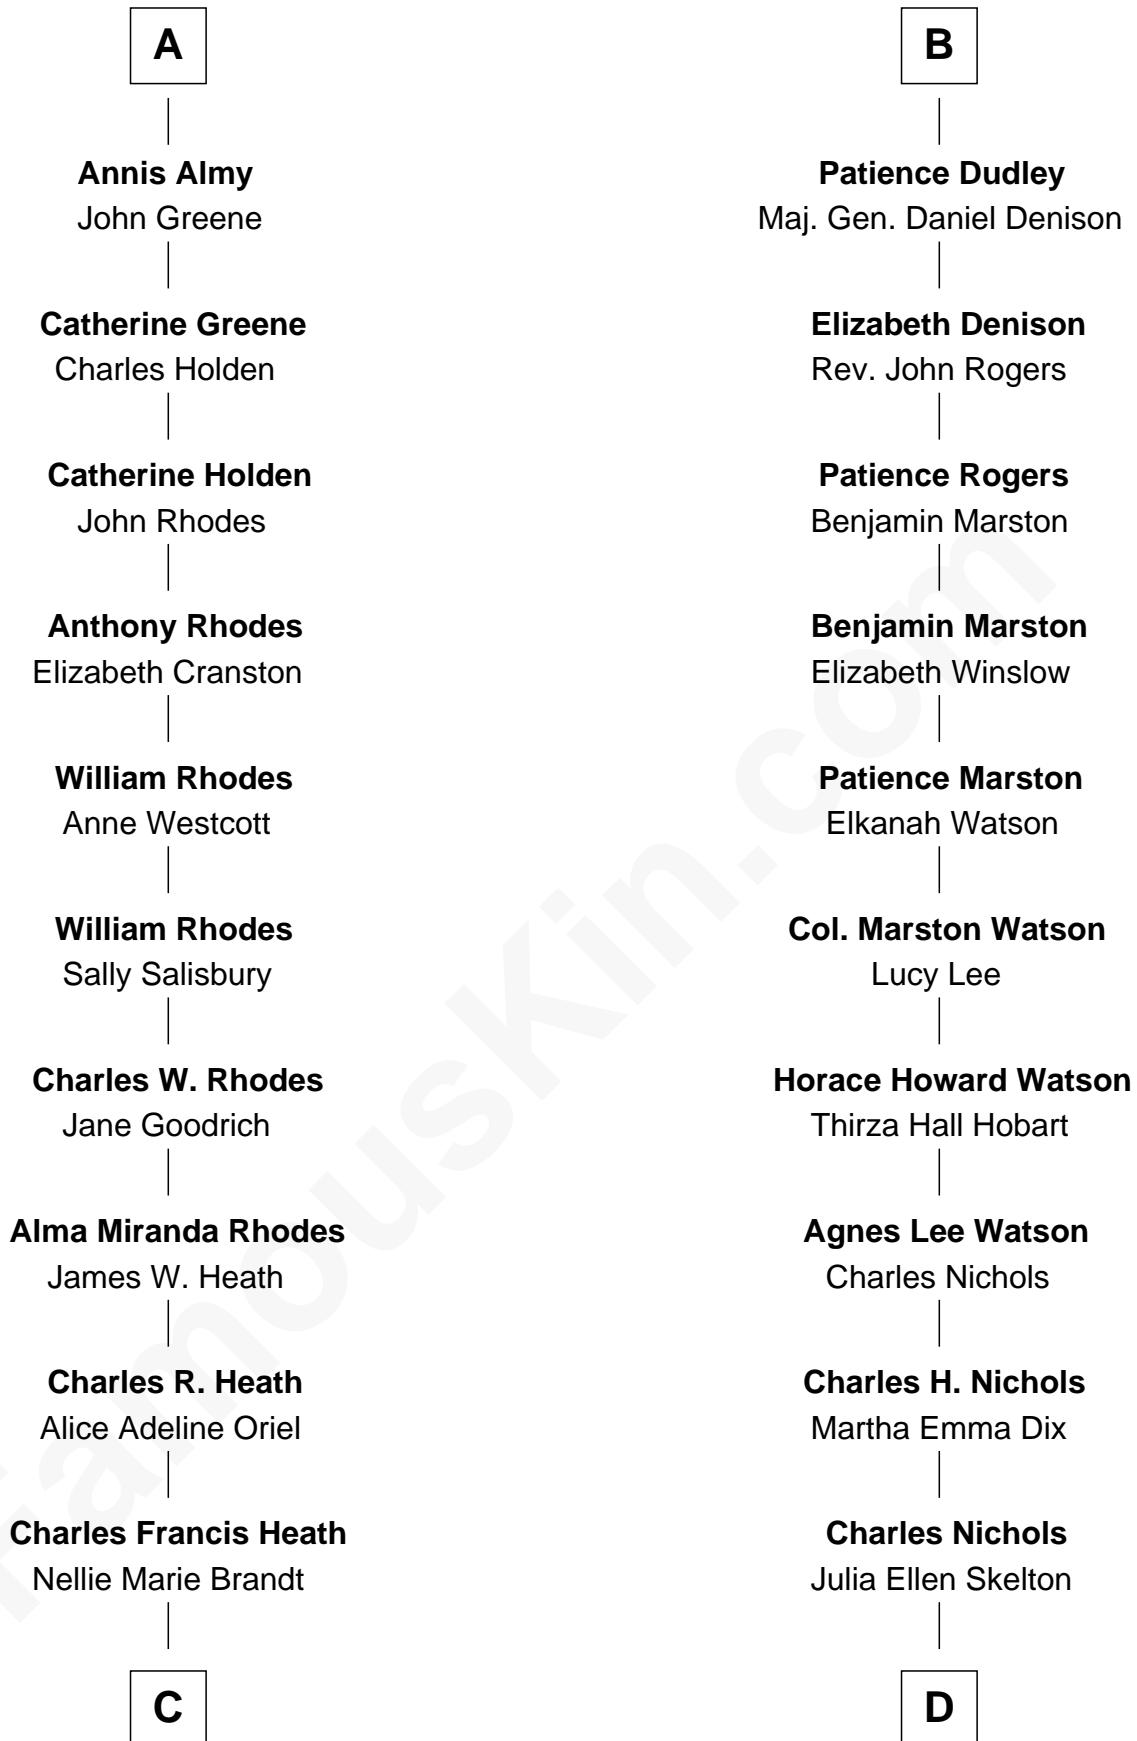 A
Annis Almy
John Greene
Catherine Greene
Charles Holden
Catherine Holden
John Rhodes
Anthony Rhodes
Elizabeth Cranston
William Rhodes
Anne Westcott
William Rhodes
Sally Salisbury
Charles W. Rhodes
Jane Goodrich
Alma Miranda Rhodes
James W. Heath
Charles R. Heath
Alice Adeline Oriel
Charles Francis Heath
Nellie Marie Brandt
C
B
Patience Dudley
Maj. Gen. Daniel Denison
Elizabeth Denison
Rev. John Rogers
Patience Rogers
Benjamin Marston
Benjamin Marston
Elizabeth Winslow
Patience Marston
Elkanah Watson
Col. Marston Watson
Lucy Lee
Horace Howard Watson
Thirza Hall Hobart
Agnes Lee Watson
Charles Nichols
Charles H. Nichols
Martha Emma Dix
Charles Nichols
Julia Ellen Skelton
D
FamousKin.com